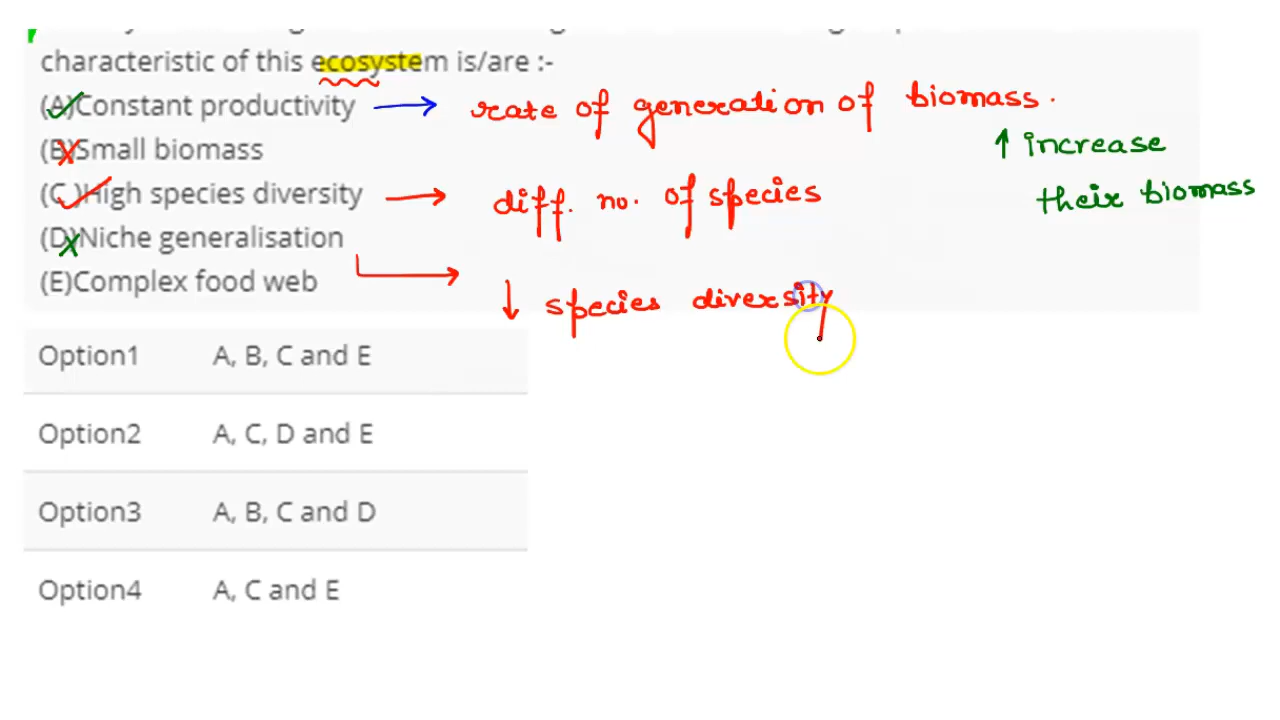 characteristic of this ecosystem is/are :-
(A)Constant productivity → rate of generation of biomass.
↑ increase
(B)Small biomass
their biomass
(C)High species diversity → diff. no. of species
(D)Niche generalisation
(E)Complex food web
↓ species diversity
Option1 A, B, C and E
Option2 A, C, D and E
Option3 A, B, C and D
Option4 A, C and E